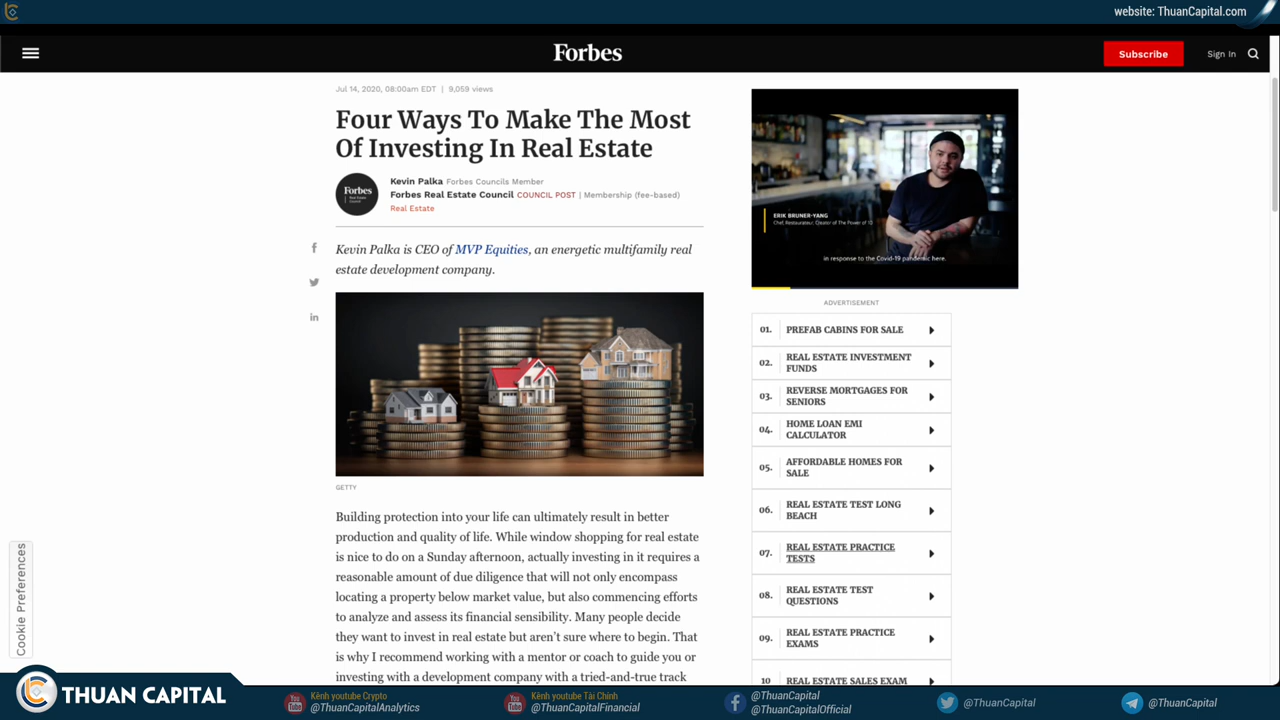 website: ThuanCapital.com
Forbes
Subscribe
Sign In
Jul 14, 2020, 08:00am EDT | 9,059 views
Four Ways To Make The Most
Of Investing In Real Estate
Forbes
Kevin Palka Forbes Councils Member
Forbes Real Estate Council COUNCIL POST | Membership (fee-based)
Real Estate
Kevin Palka is CEO of MVP Equities, an energetic multifamily real
estate development company.
GETTY
Building protection into your life can ultimately result in better
production and quality of life. While window shopping for real estate
is nice to do on a Sunday afternoon, actually investing in it requires a
reasonable amount of due diligence that will not only encompass
locating a property below market value, but also commencing efforts
to analyze and assess its financial sensibility. Many people decide
they want to invest in real estate but aren't sure where to begin. That
is why I recommend working with a mentor or coach to guide you or
investing with a development company with a tried-and-true track
ERIK BRUNER-YANG
Chef, Restaurateur, Creator of The Power of 10
in response to the Covid-19 pandemic here.
ADVERTISEMENT
01. PREFAB CABINS FOR SALE
02. REAL ESTATE INVESTMENT
FUNDS
03. REVERSE MORTGAGES FOR
SENIORS
04. HOME LOAN EMI
CALCULATOR
05. AFFORDABLE HOMES FOR
SALE
06. REAL ESTATE TEST LONG
BEACH
07. REAL ESTATE PRACTICE
TESTS
08. REAL ESTATE TEST
QUESTIONS
09. REAL ESTATE PRACTICE
EXAMS
10 REAL ESTATE SALES EXAM
Cookie Preferences
THUAN CAPITAL
Kênh youtube Crypto
@ThuanCapitalAnalytics
Kênh youtube Tài Chính
@ThuanCapitalFinancial
@ThuanCapital
@ThuanCapitalOfficial
@ThuanCapital
@ThuanCapital